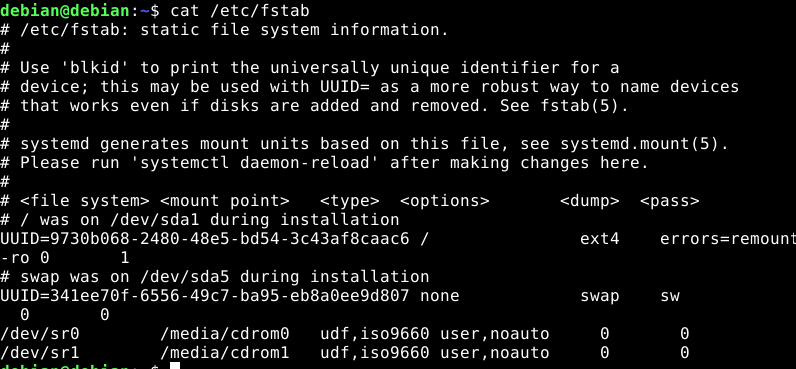 debian@debian:~$ cat /etc/fstab
# /etc/fstab: static file system information.
#
# Use 'blkid' to print the universally unique identifier for a
# device; this may be used with UUID= as a more robust way to name devices
# that works even if disks are added and removed. See fstab(5).
#
# systemd generates mount units based on this file, see systemd.mount(5).
# Please run 'systemctl daemon-reload' after making changes here.
#
# <file system> <mount point>   <type>  <options>       <dump>  <pass>
# / was on /dev/sda1 during installation
UUID=9730b068-2480-48e5-bd54-3c43af8caac6 /               ext4    errors=remount
-ro 0       1
# swap was on /dev/sda5 during installation
UUID=341ee70f-6556-49c7-ba95-eb8a0ee9d807 none            swap    sw
  0       0
/dev/sr0        /media/cdrom0   udf,iso9660 user,noauto     0       0
/dev/sr1        /media/cdrom1   udf,iso9660 user,noauto     0       0
debian@debian:~$